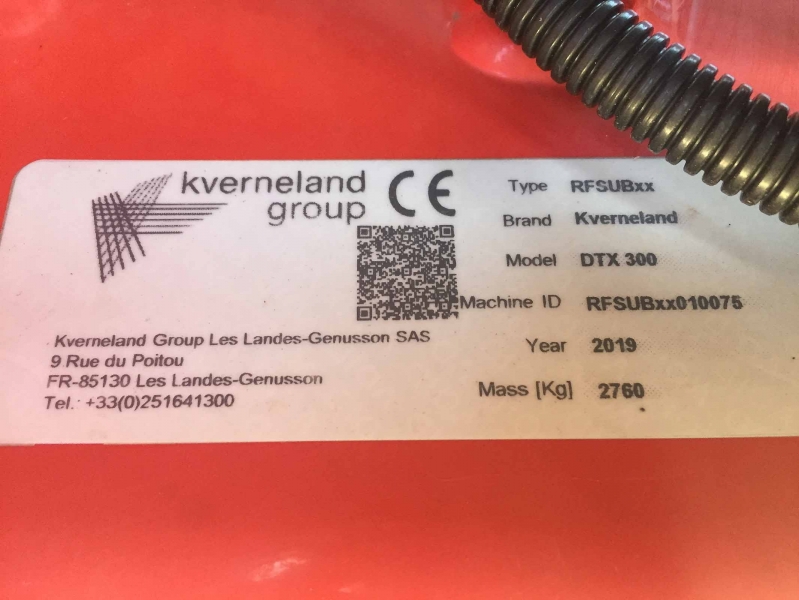 kverneland
group
CE
Type RFSUBxx
Brand Kverneland
Model DTX 300
Machine ID RFSUBxx010075
Year 2019
Mass [Kg] 2760
Kverneland Group Les Landes-Genusson SAS
9 Rue du Poitou
FR-85130 Les Landes-Genusson
Tel.: +33(0)251641300